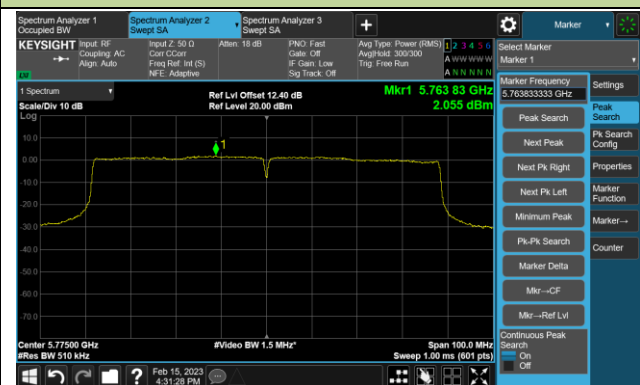 Spectrum Analyzer 1
Occupied BW
Spectrum Analyzer 2
Swept SA
Spectrum Analyzer 3
Swept SA
+
Marker
KEYSIGHT
Input: RF
Coupling: AC
Align: Auto
Input Z: 50 Ω
Corr CCorr
Freq Ref: Int (S)
NFE: Adaptive
Atten: 18 dB
PNO: Fast
Gate: Off
IF Gain: Low
Sig Track: Off
Avg Type: Power (RMS)
Avg|Hold: 300/300
Trig: Free Run
1 2 3 4 5 6
A W W W W W
A N N N N N
Select Marker
Marker 1
1 Spectrum
Scale/Div 10 dB
Log
Ref Lvl Offset 12.40 dB
Ref Level 20.00 dBm
Mkr1 5.763 83 GHz
2.055 dBm
10.0
0.00
-10.0
-20.0
-30.0
-40.0
-50.0
-60.0
-70.0
1
Center 5.77500 GHz
#Res BW 510 kHz
#Video BW 1.5 MHz*
Span 100.0 MHz
Sweep 1.00 ms (601 pts)
Marker Frequency
5.763833333 GHz
Peak Search
Next Peak
Next Pk Right
Next Pk Left
Minimum Peak
Pk-Pk Search
Marker Delta
Mkr→CF
Mkr→Ref Lvl
Continuous Peak
Search
On
Off
Settings
Peak
Search
Pk Search
Config
Properties
Marker
Function
Marker→
Counter
?
Feb 15, 2023
4:31:28 PM